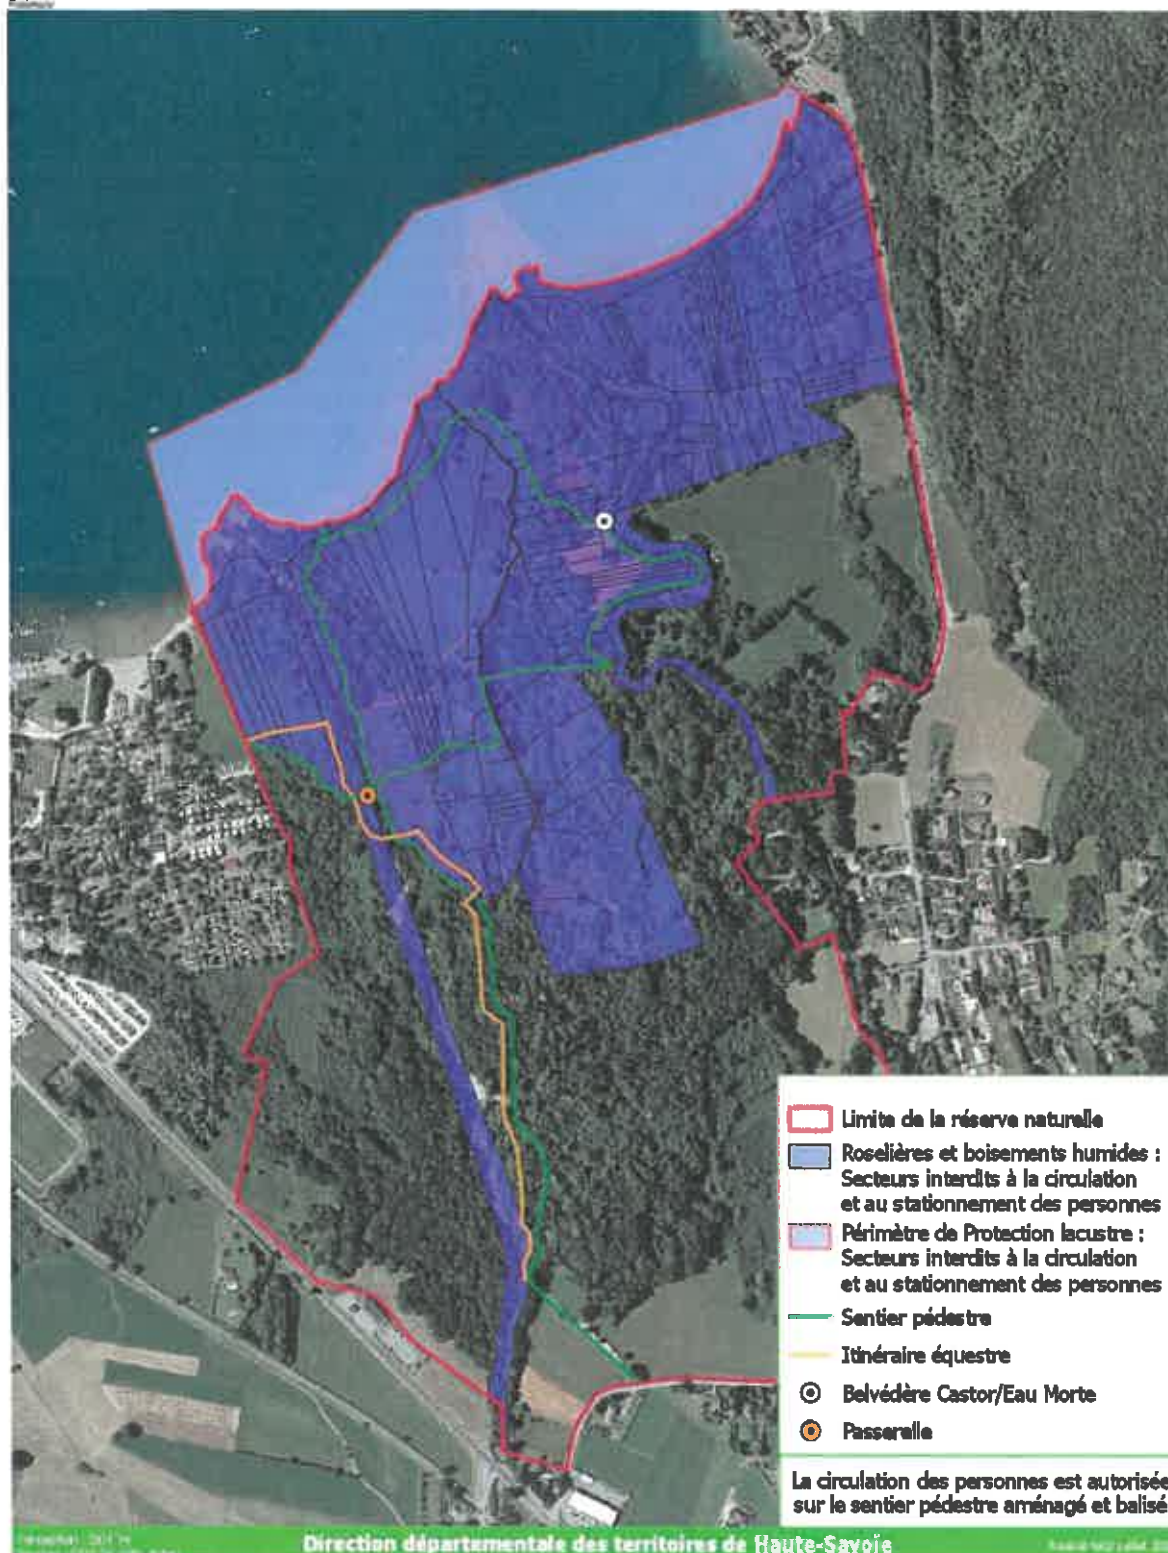 Limite de la réserve naturelle
Roselières et boisements humides :
Secteurs interdits à la circulation
et au stationnement des personnes
Périmètre de Protection lacustre :
Secteurs interdits à la circulation
et au stationnement des personnes
Sentier pédestre
Itinéraire équestre
Belvédère Castor/Eau Morte
Passerelle
La circulation des personnes est autorisée
sur le sentier pédestre aménagé et balisé
Direction départementale des territoires de Haute-Savoie